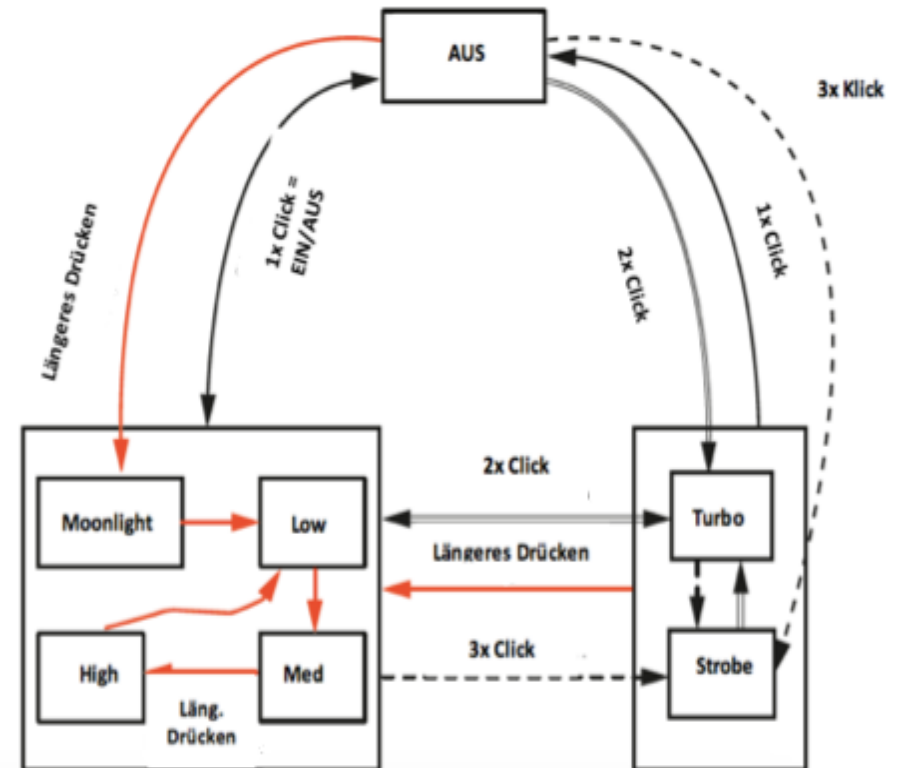 AUS
3x Klick
Längeres Drücken
1x Click =
EIN/AUS
2x Click
1x Click
Moonlight
Low
High
Med
Läng.
Drücken
2x Click
Längeres Drücken
3x Click
Turbo
Strobe